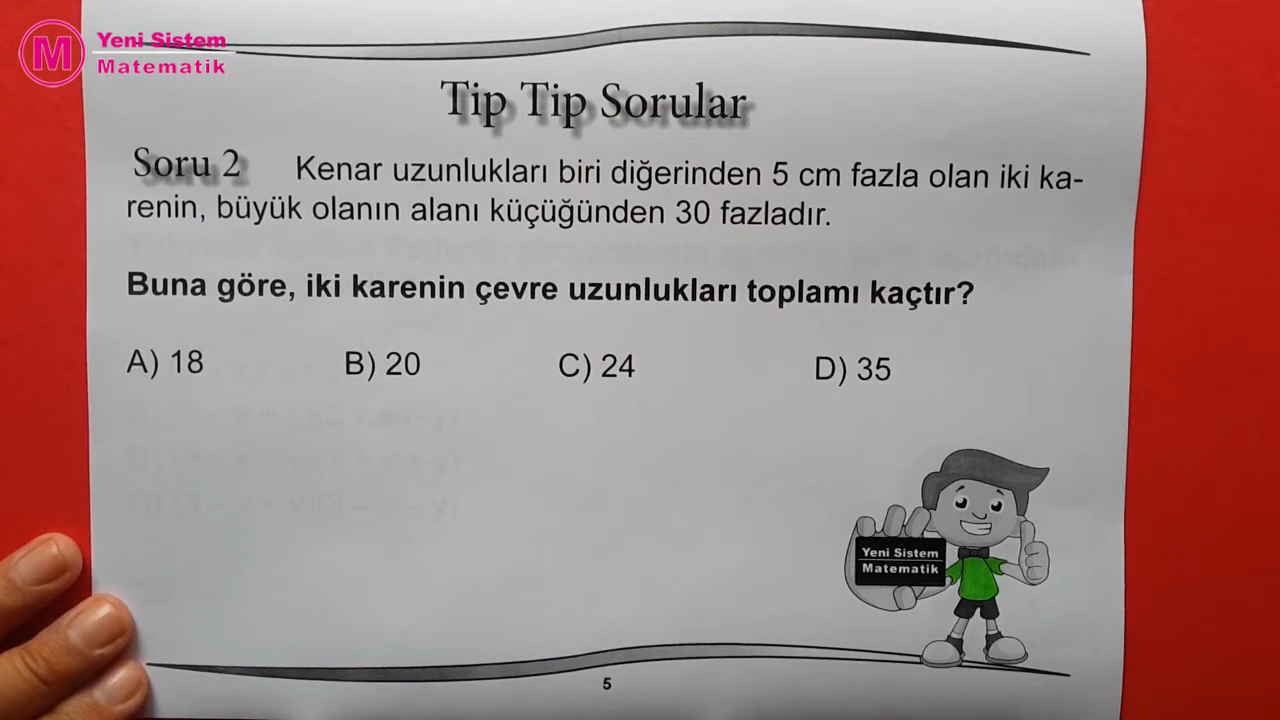 M
Yeni Sistem
Matematik
Tip Tip Sorular
Soru 2 Kenar uzunlukları biri diğerinden 5 cm fazla olan iki ka-
renin, büyük olanın alanı küçüğünden 30 fazladır.
Buna göre, iki karenin çevre uzunlukları toplamı kaçtır?
A) 18 B) 20 C) 24 D) 35
Yeni Sistem
Matematik
5